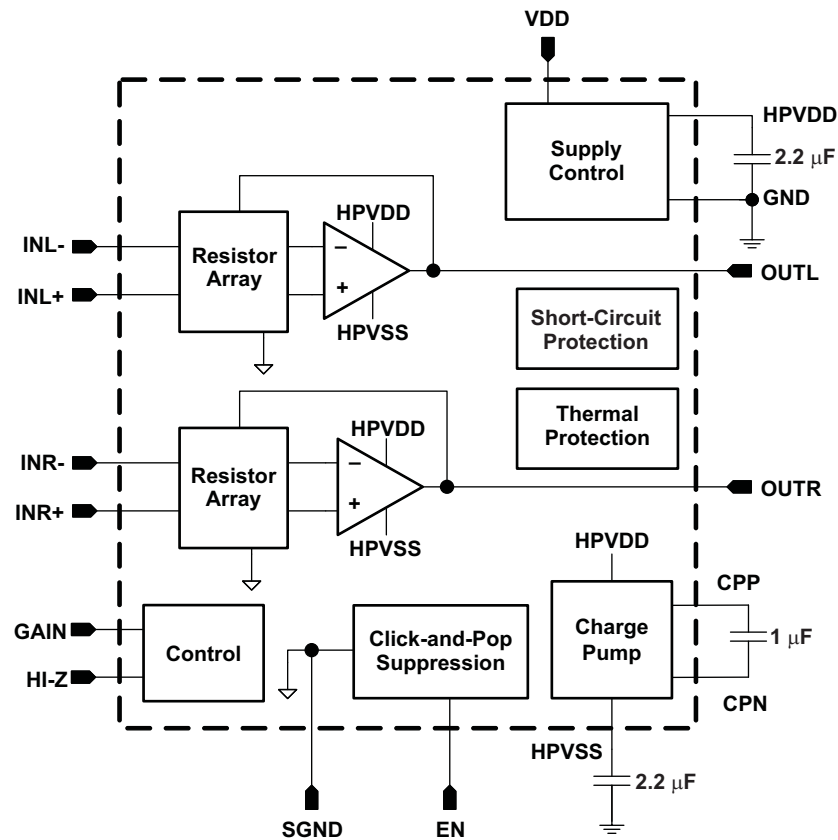 VDD
HPVDD
Supply
Control
2.2 μF
GND
HPVDD
INL-
Resistor
Array
−
+
INL+
OUTL
HPVSS
Short-Circuit
Protection
HPVDD
Thermal
Protection
INR-
Resistor
Array
−
+
INR+
OUTR
HPVSS
HPVDD
CPP
GAIN
Control
HI-Z
Click-and-Pop
Suppression
Charge
Pump
1 μF
CPN
HPVSS
2.2 μF
SGND
EN